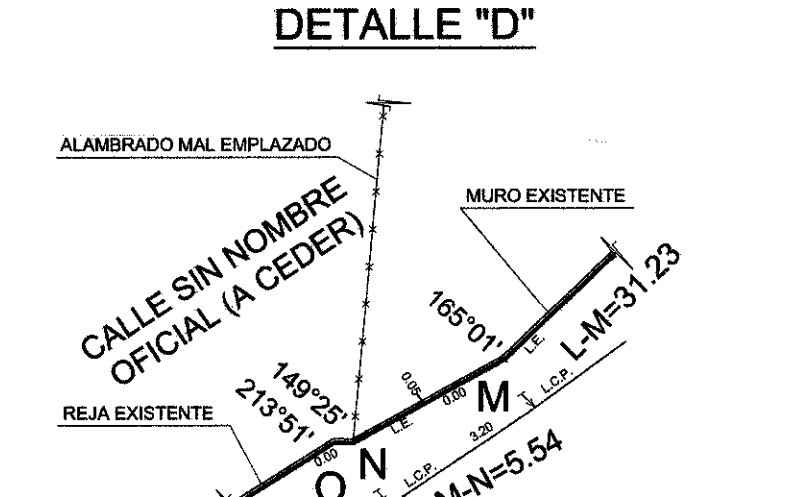 DETALLE "D"
ALAMBRADO MAL EMPLAZADO
MURO EXISTENTE
CALLE SIN NOMBRE
OFICIAL (A CEDER)
165°01'
L-M=31.23
L.E.
149°25'
213°51'
0.05
0.00
M
L.C.P.
REJA EXISTENTE
L.E.
3.20
0.00
N
O
L.C.P.
M-N=5.54